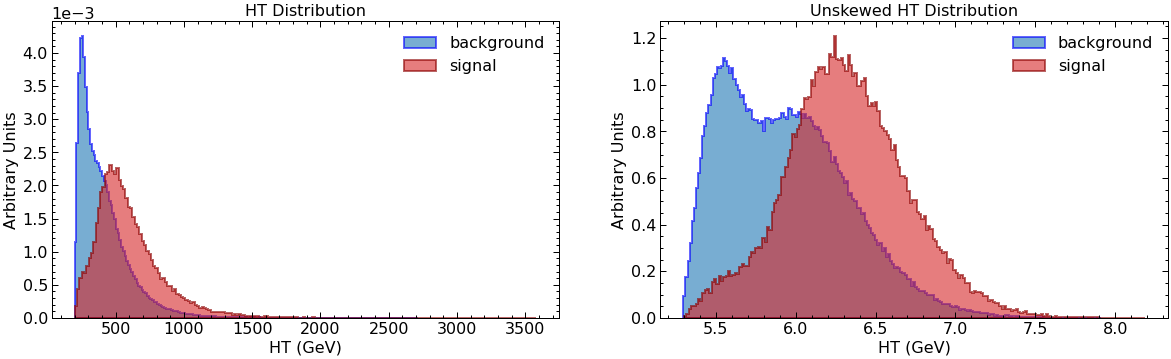 HT Distribution
1e−3
4.0
3.5
3.0
2.5
2.0
1.5
1.0
0.5
0.0
Arbitrary Units
background
signal
500 1000 1500 2000 2500 3000 3500
HT (GeV)
Unskewed HT Distribution
1.2
1.0
0.8
0.6
0.4
0.2
0.0
Arbitrary Units
background
signal
5.5 6.0 6.5 7.0 7.5 8.0
HT (GeV)